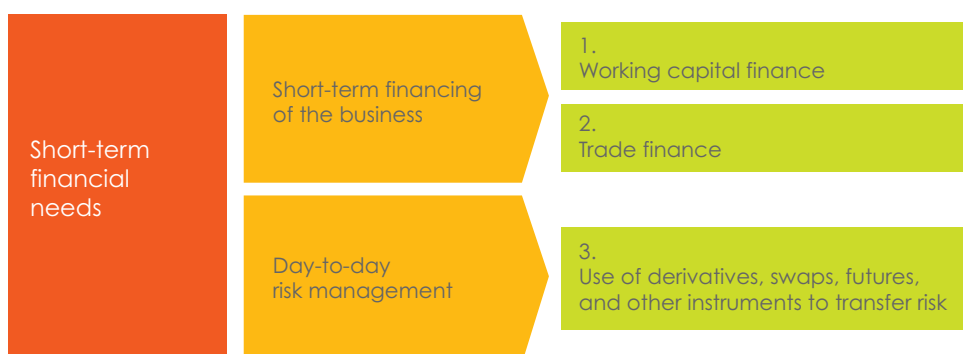 Short-term
financial
needs
Short-term financing
of the business
1.
Working capital finance
2.
Trade finance
Day-to-day
risk management
3.
Use of derivatives, swaps, futures,
and other instruments to transfer risk